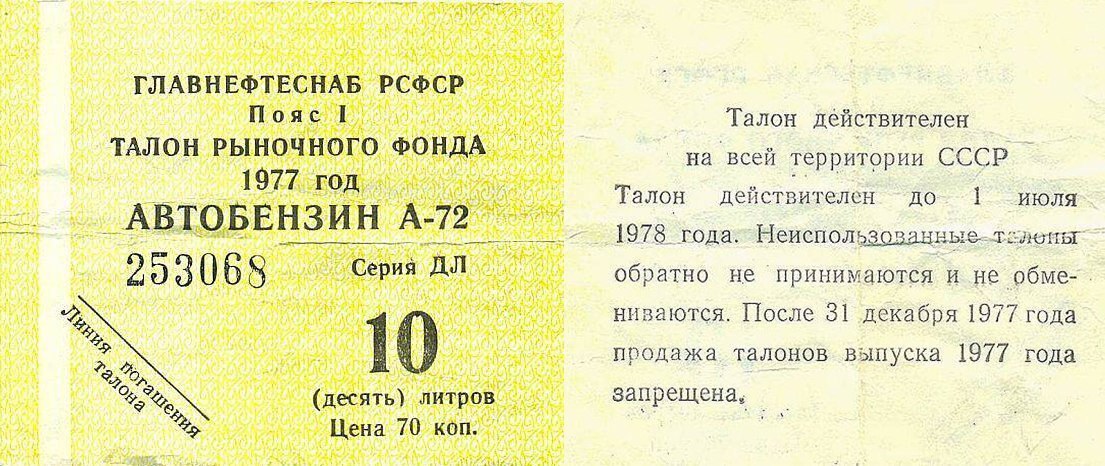 ГЛАВНЕФТЕСНАБ РСФСР
Пояс I
ТАЛОН РЫНОЧНОГО ФОНДА
1977 год
АВТОБЕНЗИН А-72
253068 Серия ДЛ
Линия погашения
талона
10
(десять) литров
Цена 70 коп.
Талон действителен
на всей территории СССР
Талон действителен до 1 июля
1978 года. Неиспользованные талоны
обратно не принимаются и не обме-
ниваются. После 31 декабря 1977 года
продажа талонов выпуска 1977 года
запрещена.